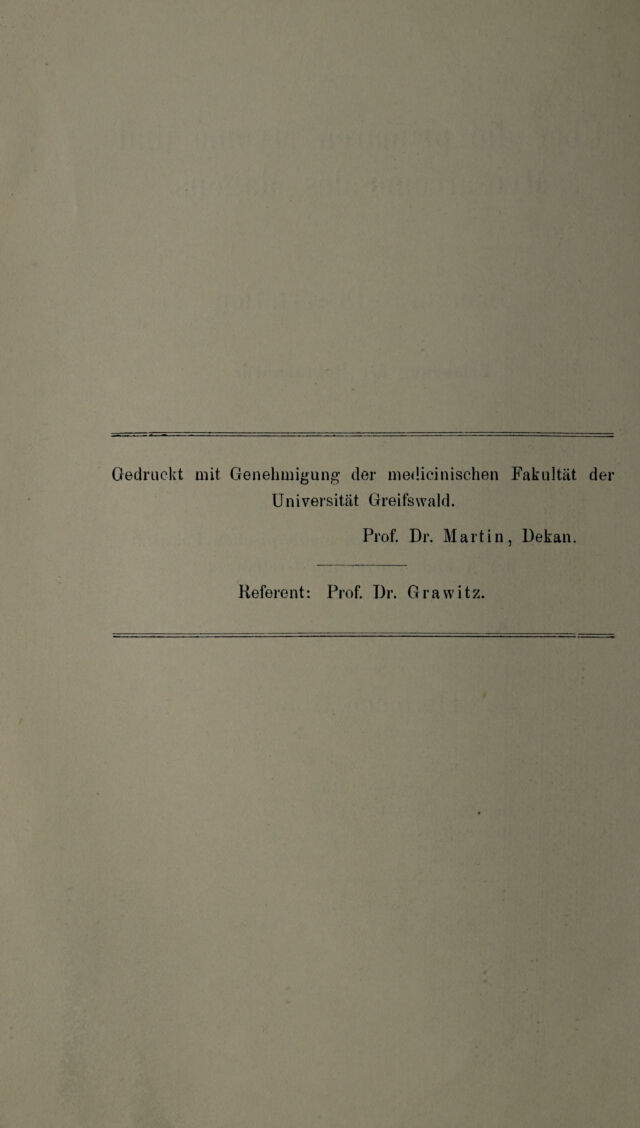 Gedruckt mit Genehmigung der medicinischen Fakultät der
Universität Greifswald.
Prof. Dr. Martin, Dekan.
Referent: Prof. Dr. Grawitz.